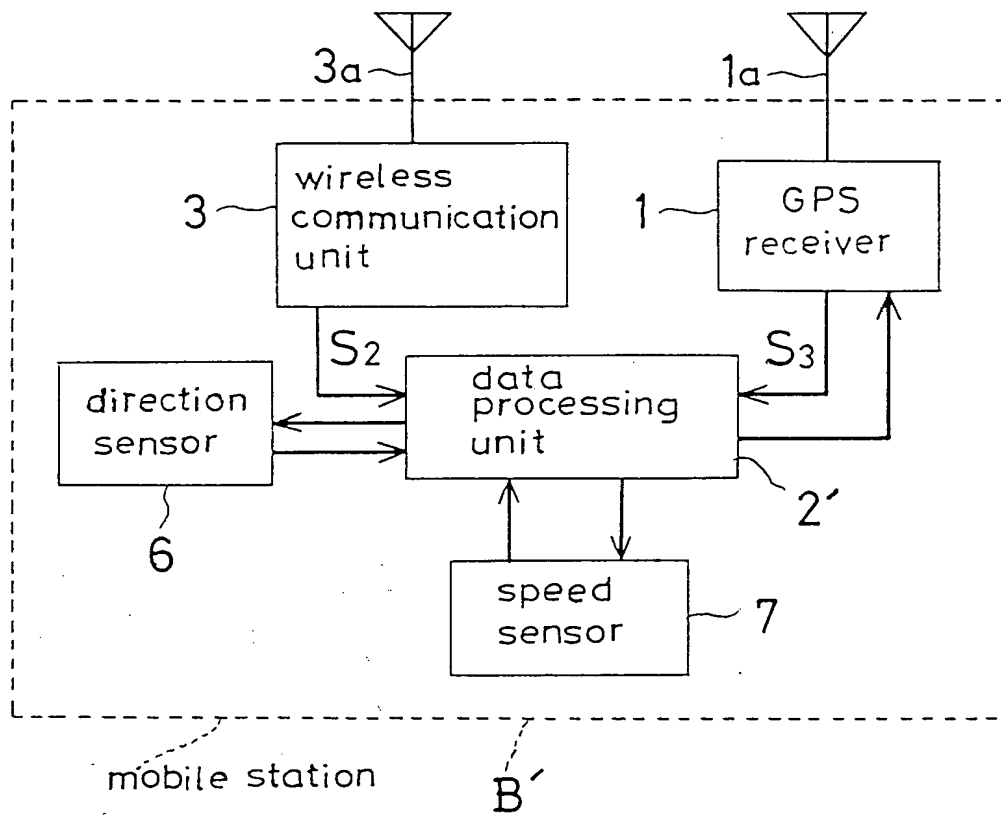 3a
1a
wireless
communication
unit
3
GPS
receiver
1
S2
S3
direction
sensor
data
processing
unit
2′
6
speed
sensor
7
mobile station
B′